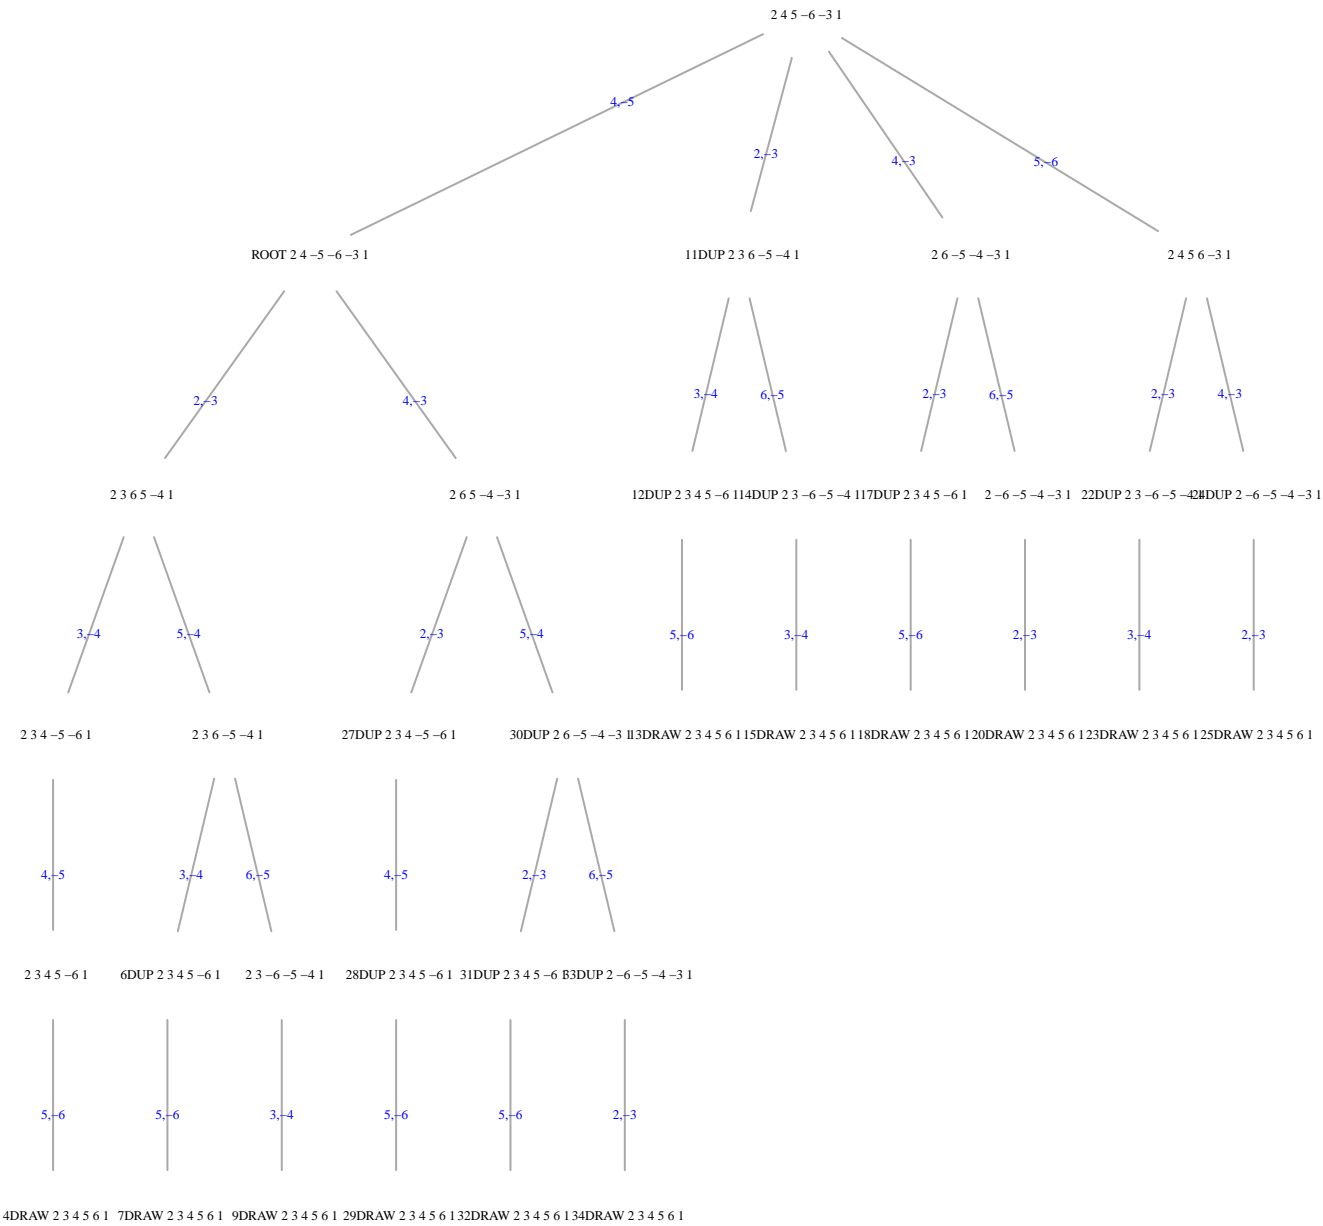 2 4 5 −6 −3 1
4,−5
2,−3 4,−3 5,−6
ROOT 2 4 −5 −6 −3 1 11DUP 2 3 6 −5 −4 1 2 6 −5 −4 −3 1 2 4 5 6 −3 1
2,−3 4,−3 3,−4 6,−5 2,−3 6,−5 2,−3 4,−3
2 3 6 5 −4 1 2 6 5 −4 −3 1 12DUP 2 3 4 5 −6 1 14DUP 2 3 −6 −5 −4 1 17DUP 2 3 4 5 −6 1 2 −6 −5 −4 −3 1 22DUP 2 3 −6 −5 −4 1 24DUP 2 −6 −5 −4 −3 1
3,−4 5,−4 2,−3 5,−4 5,−6 3,−4 5,−6 2,−3 3,−4 2,−3
2 3 4 −5 −6 1 2 3 6 −5 −4 1 27DUP 2 3 4 −5 −6 1 30DUP 2 6 −5 −4 −3 1 13DRAW 2 3 4 5 6 1 15DRAW 2 3 4 5 6 1 18DRAW 2 3 4 5 6 1 20DRAW 2 3 4 5 6 1 23DRAW 2 3 4 5 6 1 25DRAW 2 3 4 5 6 1
4,−5 3,−4 6,−5 4,−5 2,−3 6,−5
2 3 4 5 −6 1 6DUP 2 3 4 5 −6 1 2 3 −6 −5 −4 1 28DUP 2 3 4 5 −6 1 31DUP 2 3 4 5 −6 1 33DUP 2 −6 −5 −4 −3 1
5,−6 5,−6 3,−4 5,−6 5,−6 2,−3
4DRAW 2 3 4 5 6 1 7DRAW 2 3 4 5 6 1 9DRAW 2 3 4 5 6 1 29DRAW 2 3 4 5 6 1 32DRAW 2 3 4 5 6 1 34DRAW 2 3 4 5 6 1